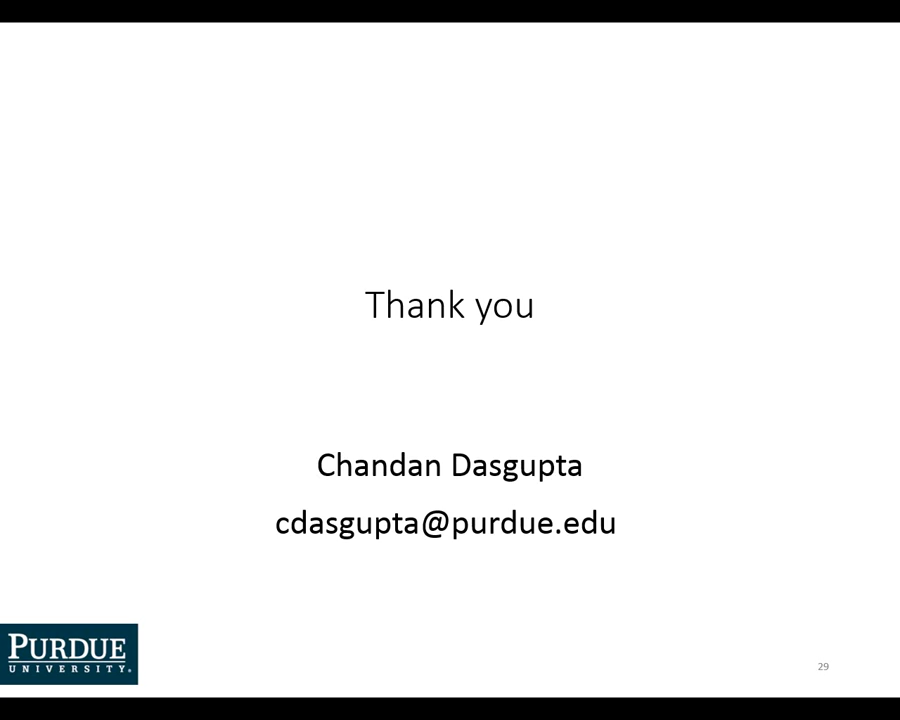 Thank you
Chandan Dasgupta
cdasgupta@purdue.edu
PURDUE
UNIVERSITY.
29